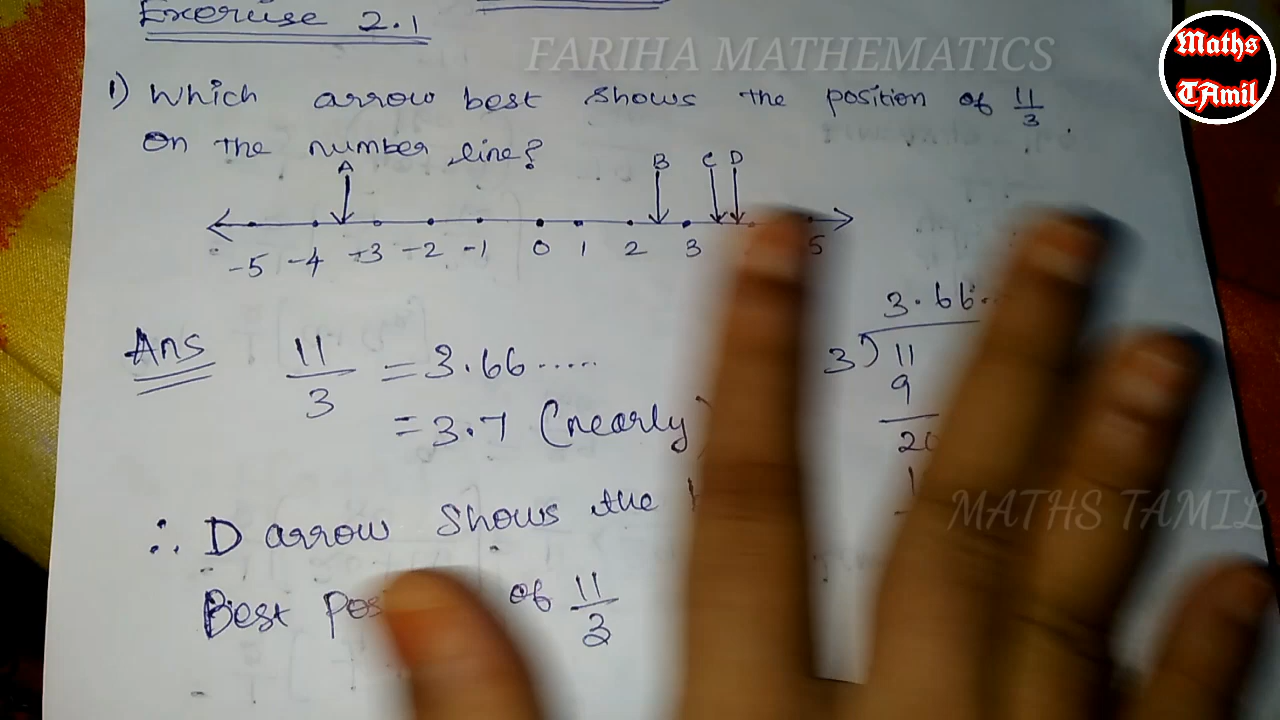 Exercise 2.1
FARIHA MATHEMATICS
Maths
TAmil
1) Which arrow best shows the position of 11/3.
on the number line?
A B C D
-5 -4 -3 -2 -1 0 1 2 3 5
Ans 11/3 = 3.66.....
= 3.7 (nearly)
3.66..
3) 11
9
20
∴ D arrow shows the
Best of 11/3
MATHS TAMIL